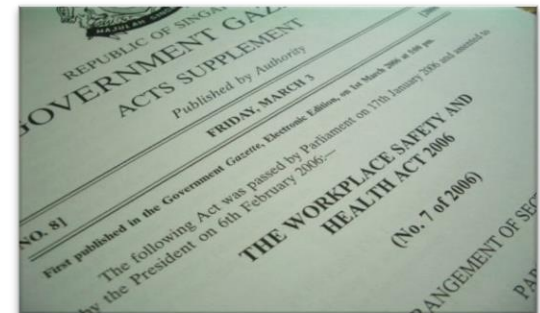 MAJULAH
REPUBLIC OF SINGA
GOVERNMENT GAZ
ACTS SUPPLEMENT
Published by Authority
NO. 8]
FRIDAY, MARCH 3
First published in the Government Gazette, Electronic Edition, on 1st March 2006 at 5:00 pm.
The following Act was passed by Parliament on 17th January 2006 and assented to
by the President on 6th February 2006:—
THE WORKPLACE SAFETY AND
HEALTH ACT 2006
(No. 7 of 2006)
RANGEMENT OF SEC
PA